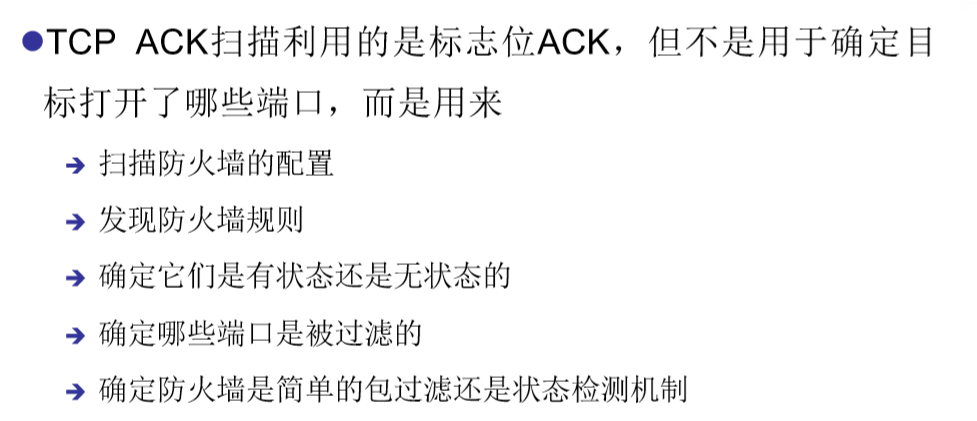 ●TCP ACK扫描利用的是标志位ACK，但不是用于确定目
标打开了哪些端口，而是用来
➔ 扫描防火墙的配置
➔ 发现防火墙规则
➔ 确定它们是有状态还是无状态的
➔ 确定哪些端口是被过滤的
➔ 确定防火墙是简单的包过滤还是状态检测机制